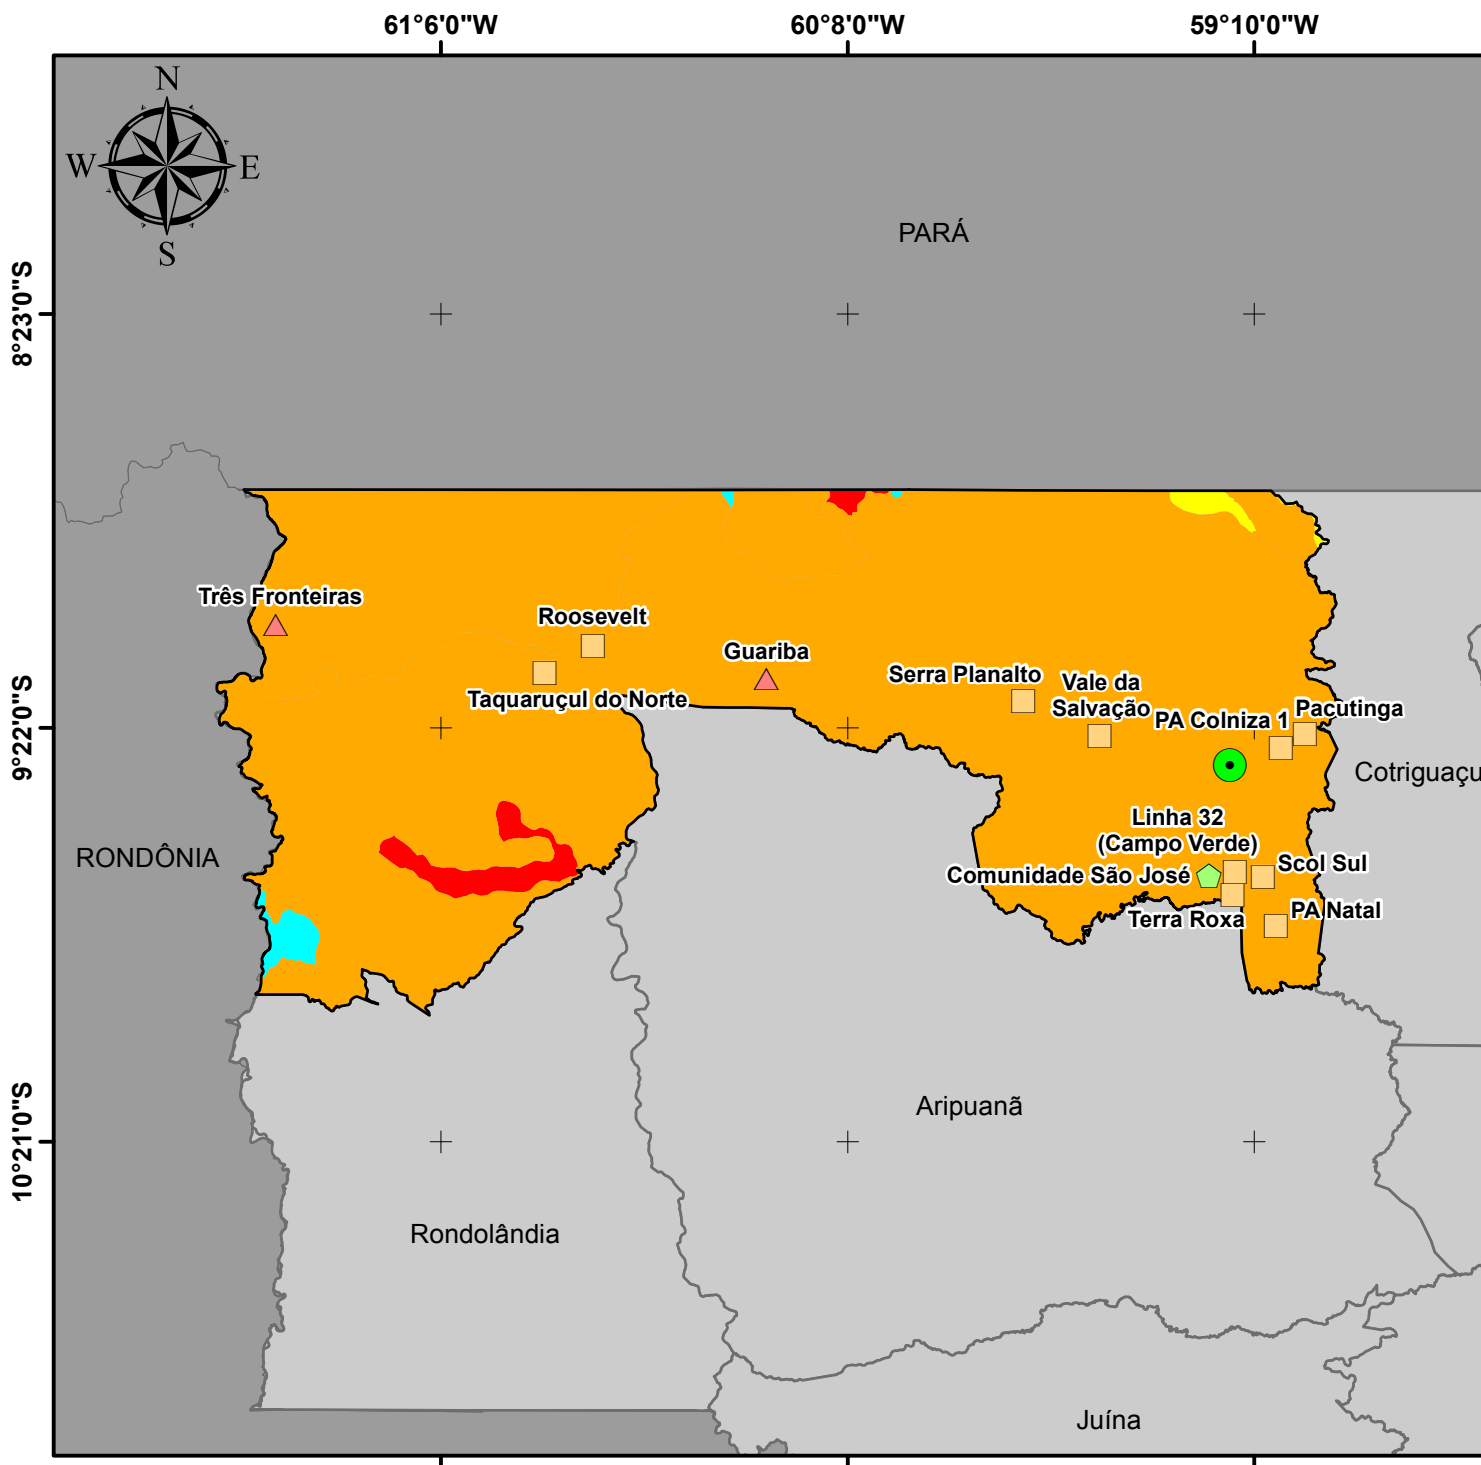 61°6'0"W
60°8'0"W
59°10'0"W
N
W
E
S
PARÁ
8°23'0"S
Três Fronteiras
Roosevelt
Guariba
Serra Planalto
Vale da
Salvação
Taquaruçul do Norte
PA Colniza 1
Pacutinga
9°22'0"S
Cotriguaçu
Linha 32
(Campo Verde)
RONDÔNIA
Scol Sul
Comunidade São José
PA Natal
Terra Roxa
10°21'0"S
Aripuanã
Rondolândia
Juína